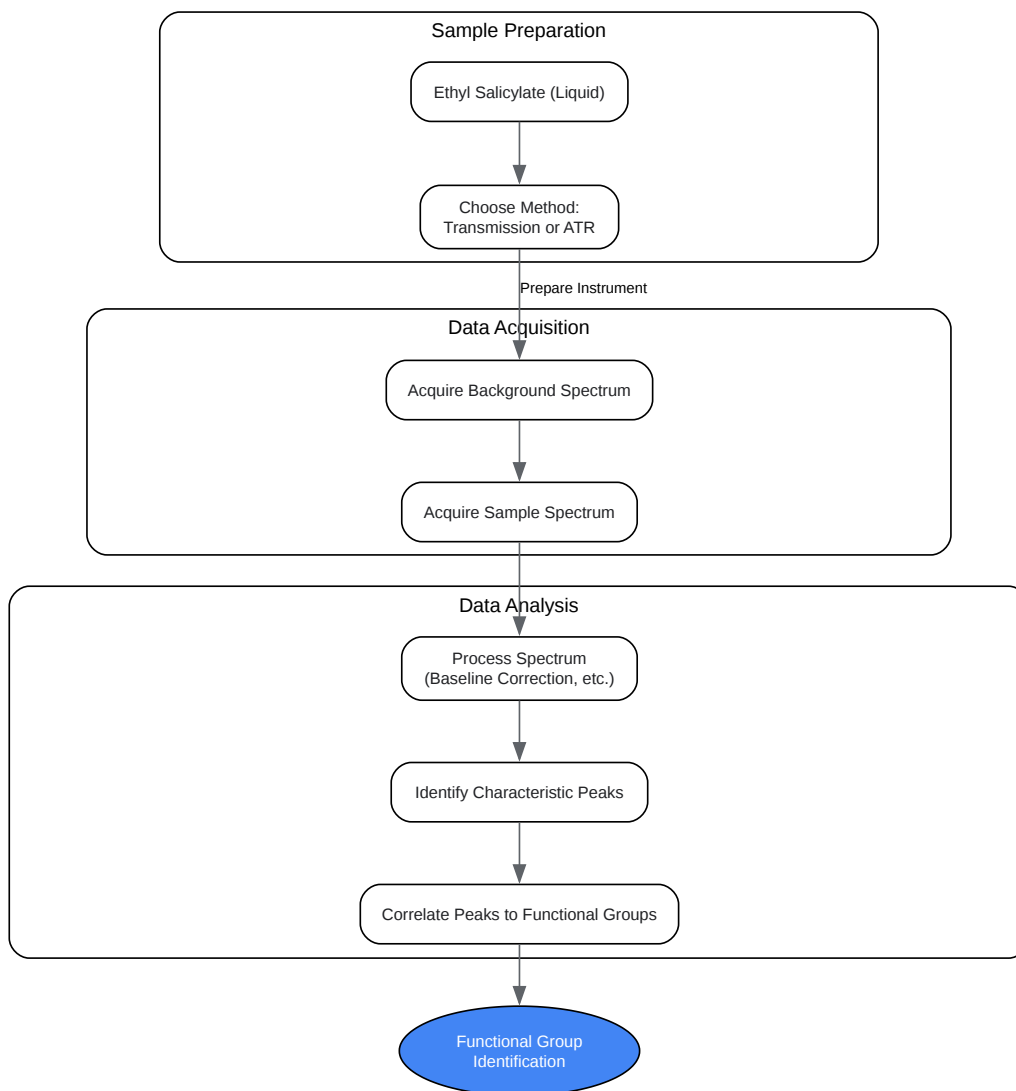 Sample Preparation
Ethyl Salicylate (Liquid)
Choose Method:
Transmission or ATR
Prepare Instrument
Data Acquisition
Acquire Background Spectrum
Acquire Sample Spectrum
Data Analysis
Process Spectrum
(Baseline Correction, etc.)
Identify Characteristic Peaks
Correlate Peaks to Functional Groups
Functional Group
Identification